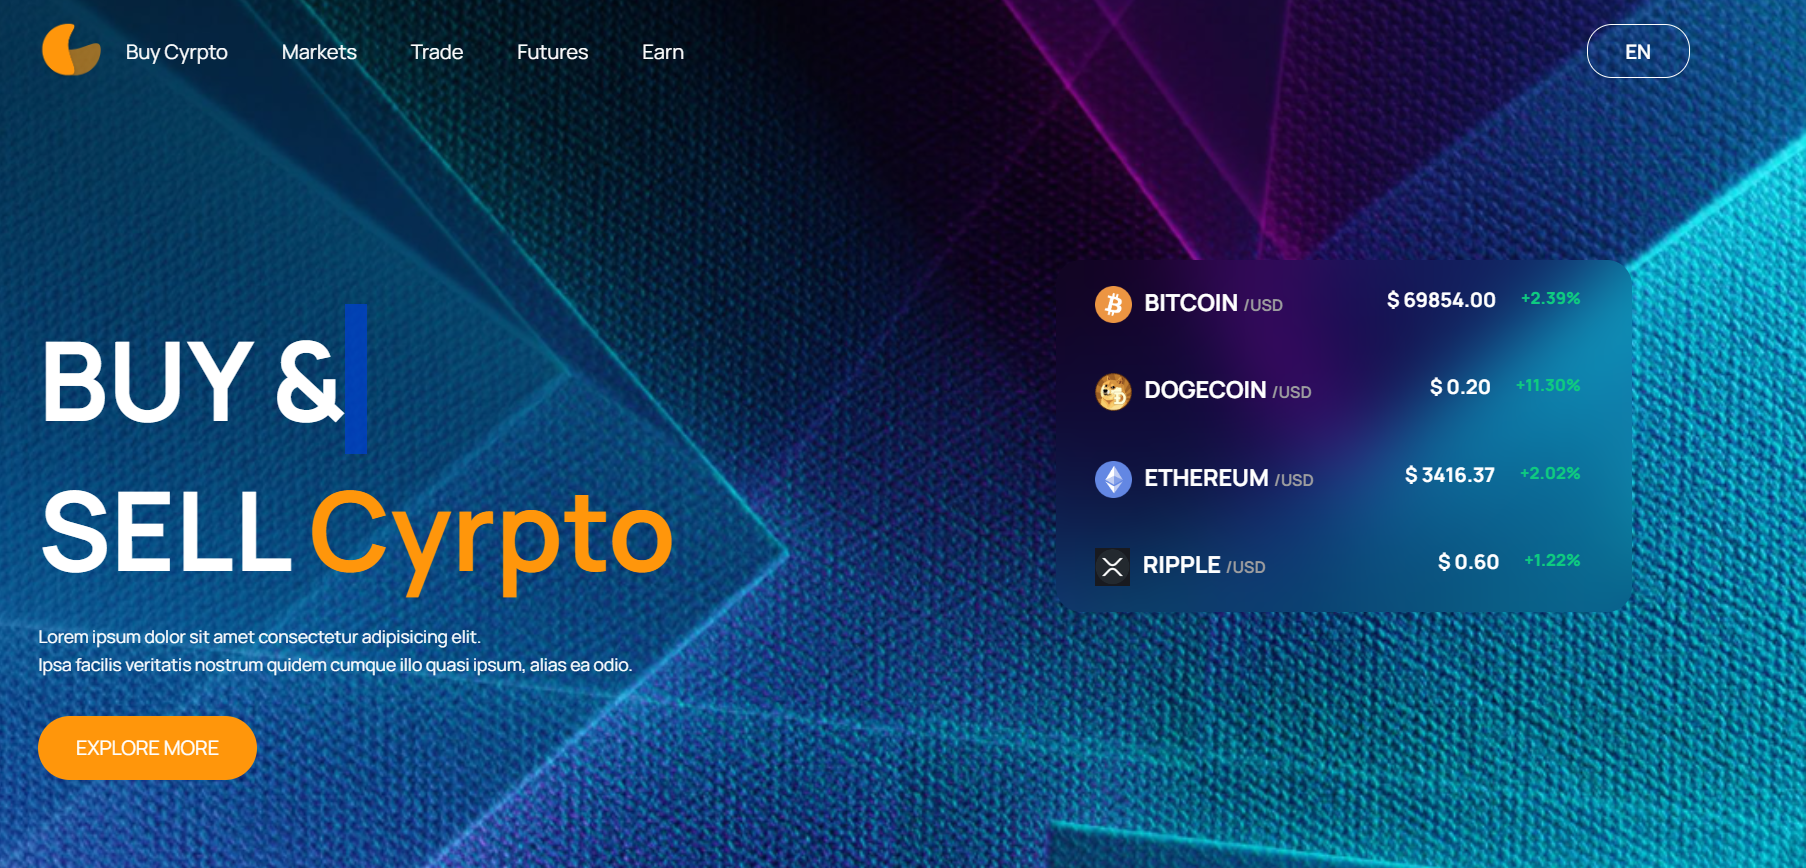 Buy Cyrpto Markets Trade Futures Earn EN
BUY &
SELL Cyrpto
Lorem ipsum dolor sit amet consectetur adipisicing elit.
Ipsa facilis veritatis nostrum quidem cumque illo quasi ipsum, alias ea odio.
EXPLORE MORE
BITCOIN /USD $ 69854.00 +2.39%
DOGECOIN /USD $ 0.20 +11.30%
ETHEREUM /USD $ 3416.37 +2.02%
RIPPLE /USD $ 0.60 +1.22%